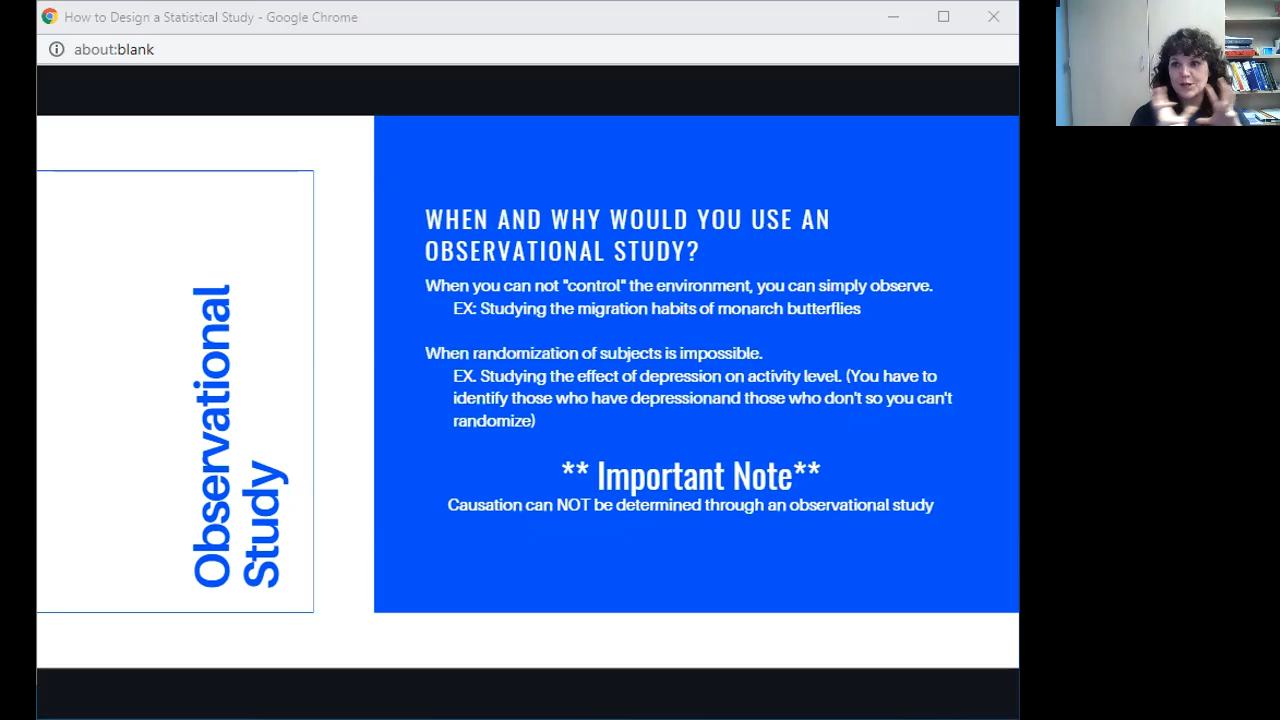 How to Design a Statistical Study - Google Chrome
about:blank
Observational
Study
WHEN AND WHY WOULD YOU USE AN
OBSERVATIONAL STUDY?
When you can not "control" the environment, you can simply observe.
EX: Studying the migration habits of monarch butterflies
When randomization of subjects is impossible.
EX. Studying the effect of depression on activity level. (You have to
identify those who have depressionand those who don't so you can't
randomize)
** Important Note**
Causation can NOT be determined through an observational study